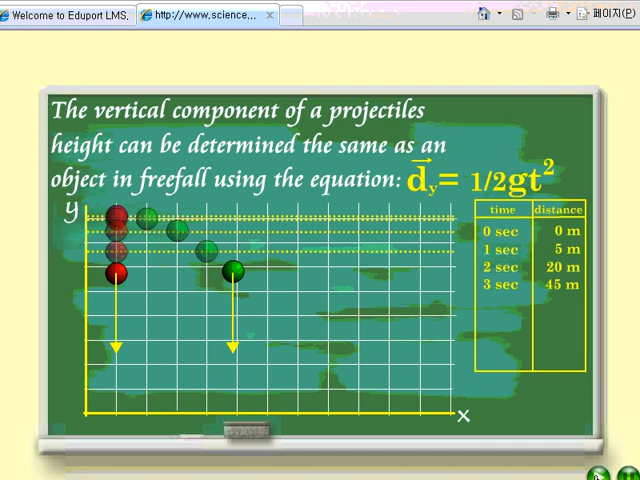 Welcome to Eduport LMS,
http://www.science,,,
페이지(P)
The vertical component of a projectiles
height can be determined the same as an
object in freefall using the equation: d⃗y = 1/2gt²
y
time distance
0 sec 0 m
1 sec 5 m
2 sec 20 m
3 sec 45 m
x